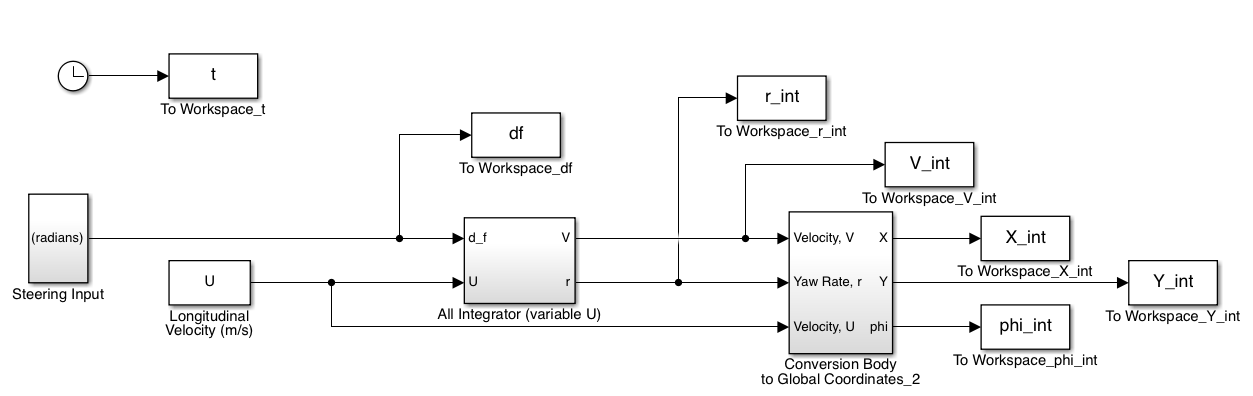 t
To Workspace_t
r_int
To Workspace_r_int
df
To Workspace_df
V_int
To Workspace_V_int
(radians)
Steering Input
d_f
V
U
r
All Integrator (variable U)
U
Longitudinal
Velocity (m/s)
Velocity, V
X
Yaw Rate, r
Y
Velocity, U
phi
Conversion Body
to Global Coordinates_2
X_int
To Workspace_X_int
Y_int
To Workspace_Y_int
phi_int
To Workspace_phi_int